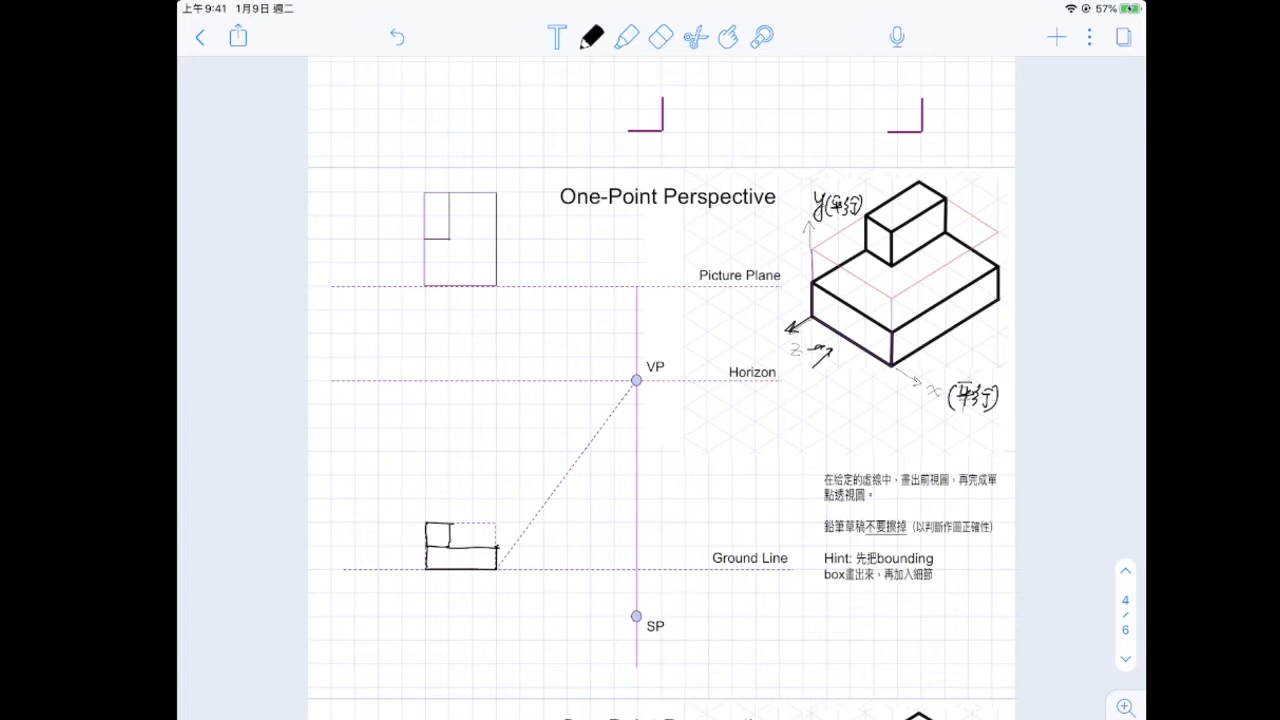 上午9:41 1月9日 週二
57%
One-Point Perspective
y(平行)
Picture Plane
VP
Horizon
z
x (平行)
在給定的虛線中，畫出前視圖，再完成單
點透視圖。
鉛筆草稿不要擦掉（以判斷作圖正確性）
Ground Line
Hint: 先把bounding
box畫出來，再加入細節
4
/
6
SP